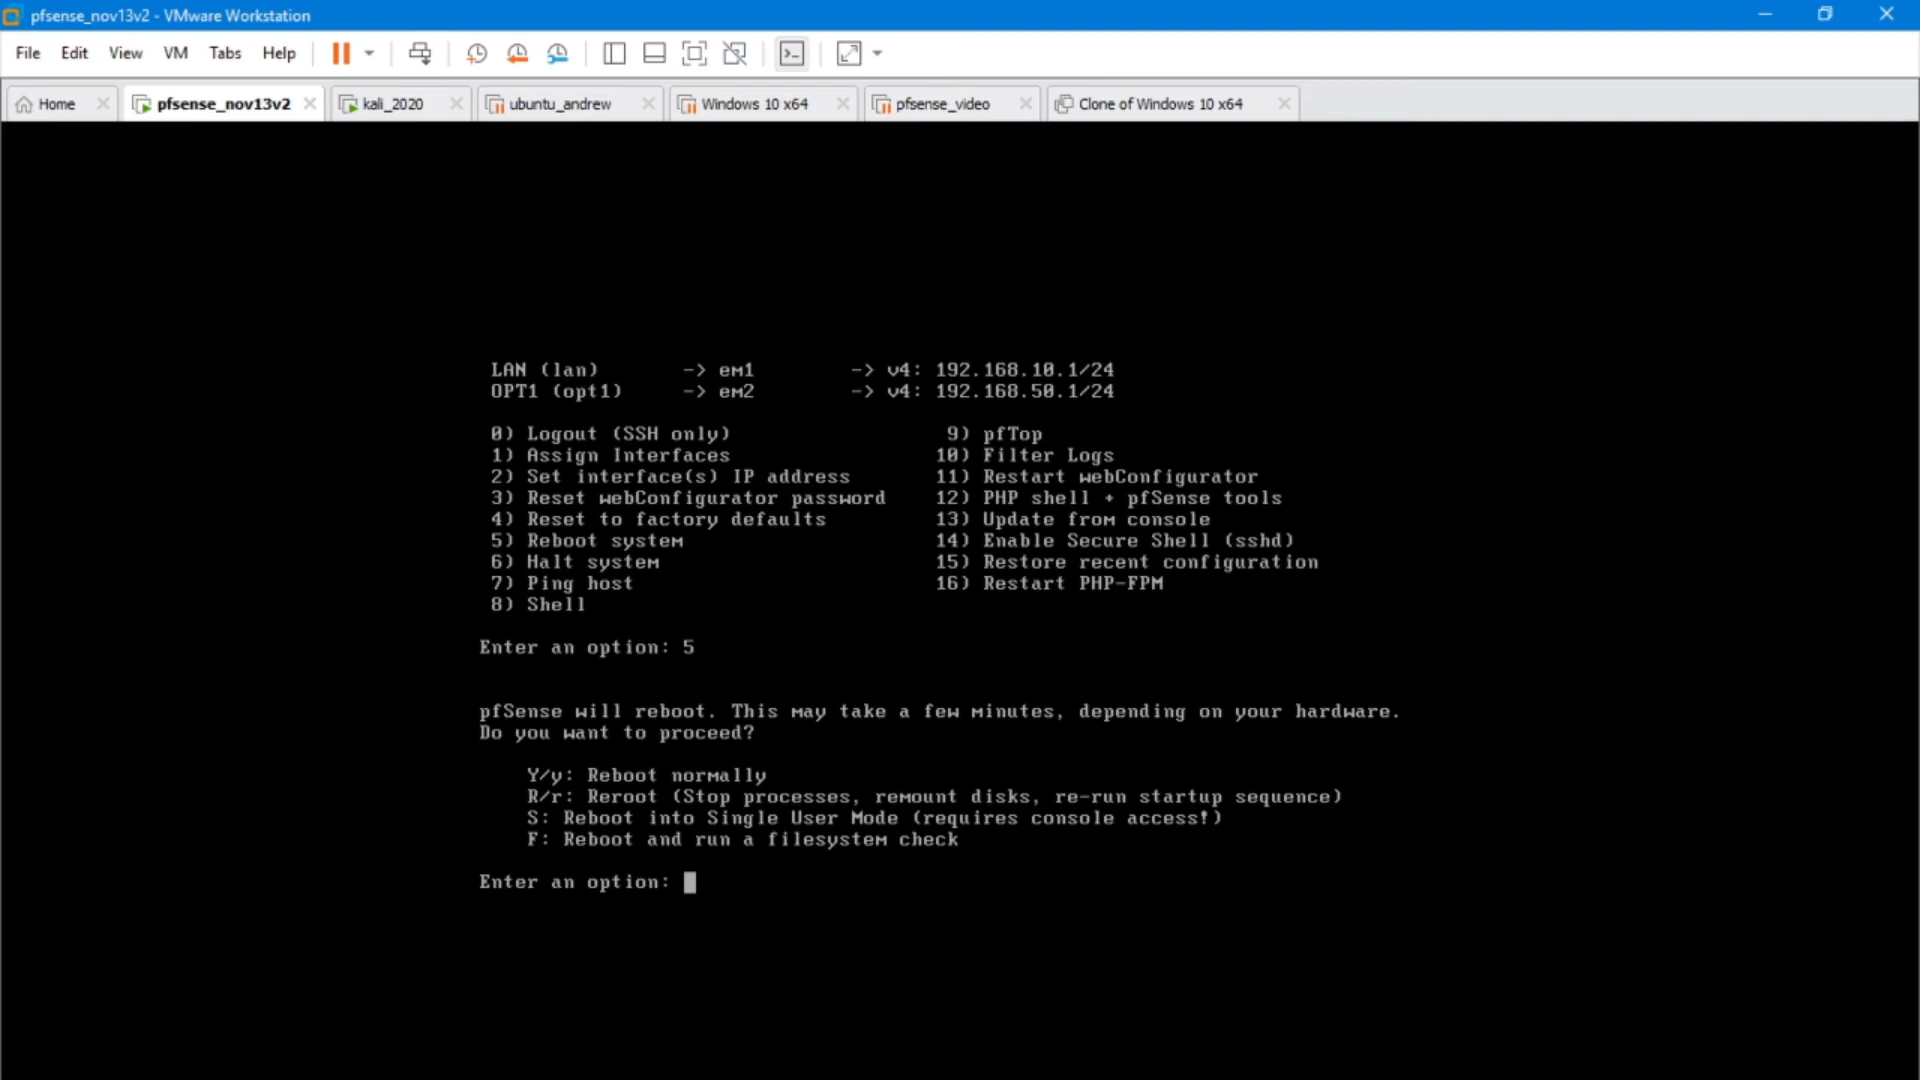 pfsense_nov13v2 - VMware Workstation
File Edit View VM Tabs Help
Home pfsense_nov13v2 kali_2020 ubuntu_andrew Windows 10 x64 pfsense_video Clone of Windows 10 x64
LAN (lan) -> em1 -> v4: 192.168.10.1/24
OPT1 (opt1) -> em2 -> v4: 192.168.50.1/24
0) Logout (SSH only) 9) pfTop
1) Assign Interfaces 10) Filter Logs
2) Set interface(s) IP address 11) Restart webConfigurator
3) Reset webConfigurator password 12) PHP shell + pfSense tools
4) Reset to factory defaults 13) Update from console
5) Reboot system 14) Enable Secure Shell (sshd)
6) Halt system 15) Restore recent configuration
7) Ping host 16) Restart PHP-FPM
8) Shell
Enter an option: 5
pfSense will reboot. This may take a few minutes, depending on your hardware.
Do you want to proceed?
Y/y: Reboot normally
R/r: Reroot (Stop processes, remount disks, re-run startup sequence)
S: Reboot into Single User Mode (requires console access!)
F: Reboot and run a filesystem check
Enter an option: